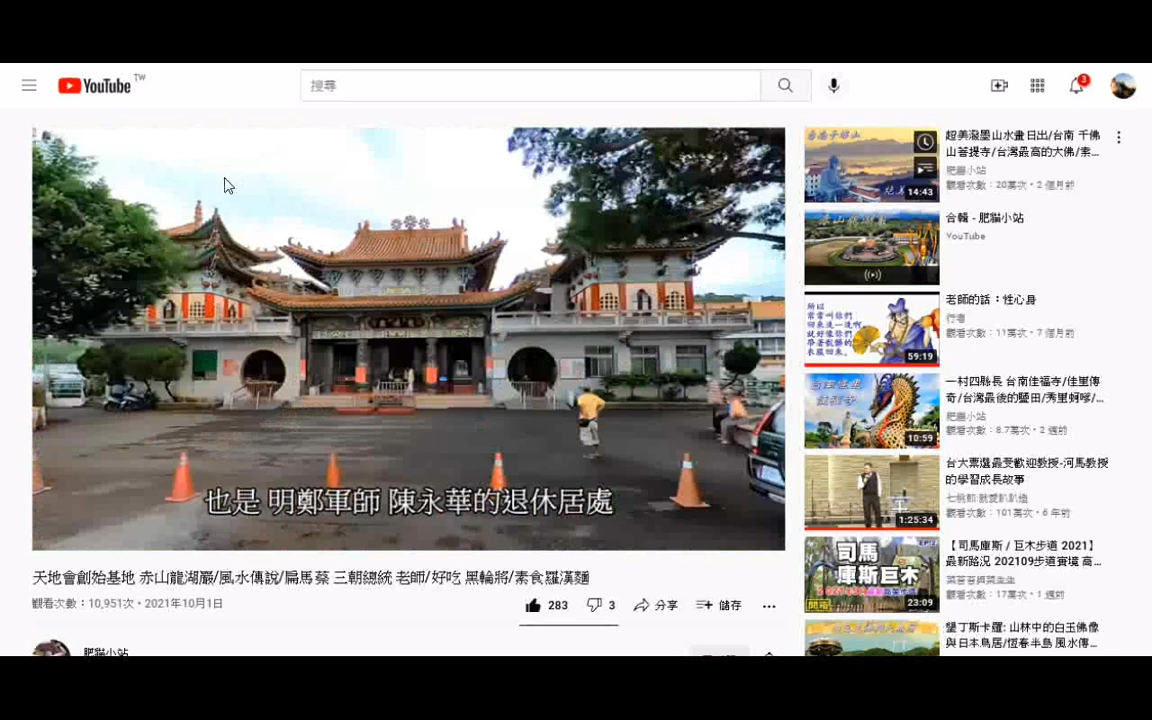 YouTube TW
搜尋
3
也是 明鄭軍師 陳永華的退休居處
天地會創始基地 赤山龍湖巖/風水傳說/扁馬蔡 三朝總統 老師/好吃 黑輪將/素食羅漢麵
觀看次數：10,951次・2021年10月1日
283
3
分享
儲存
肥貓小站
14:43
超美潑墨山水畫日出/台南 千佛
山菩提寺/台灣最高的大佛/素...
肥貓小站
觀看次數：20萬次・2 個月前
合輯 - 肥貓小站
YouTube
所以
常常叫你們
59:19
老師的話：性心身
行者
觀看次數：11萬次・7 個月前
10:59
一村四縣長 台南佳福寺/佳里傳
奇/台灣最後的鹽田/秀里蚵嗲/...
肥貓小站
觀看次數：8.7萬次・2 週前
1:25:34
台大票選最受歡迎教授-河馬教授
的學習成長故事
觀看次數：101萬次・6 年前
司馬
庫斯巨木
23:09
【司馬庫斯 / 巨木步道 2021】
最新路況 202109步道實境 高...
觀看次數：17萬次・1 週前
墾丁斯卡羅: 山林中的白玉佛像
與日本鳥居/恆春半島 風水傳...